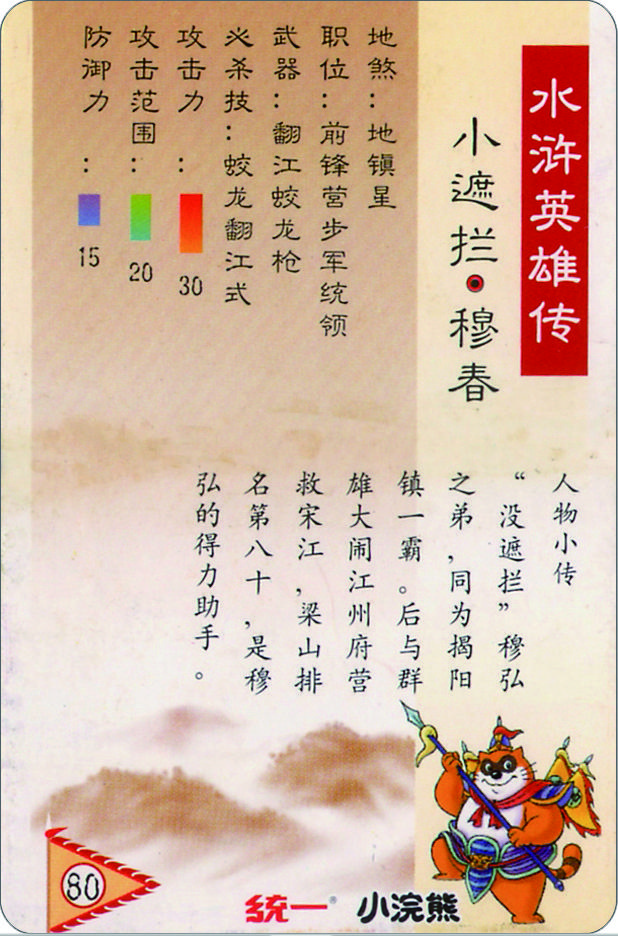 水浒英雄传
小遮拦●穆春
地煞：地镇星
职位：前锋营步军统领
武器：翻江蛟龙枪
必杀技：蛟龙翻江式
攻击力：30
攻击范围：20
防御力：15
人物小传
“没遮拦”穆弘
之弟，同为揭阳
镇一霸。后与群
雄大闹江州府营
救宋江，梁山排
名第八十，是穆
弘的得力助手。
80
统一® 小浣熊